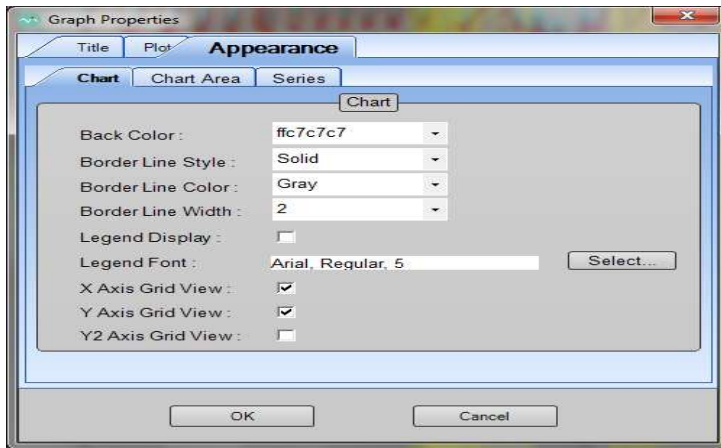 Graph Properties
Title Plot Appearance
Chart Chart Area Series
Chart
Back Color : ffc7c7c7
Border Line Style : Solid
Border Line Color : Gray
Border Line Width : 2
Legend Display :
Legend Font : Arial, Regular, 5 Select...
X Axis Grid View :
Y Axis Grid View :
Y2 Axis Grid View :
OK Cancel